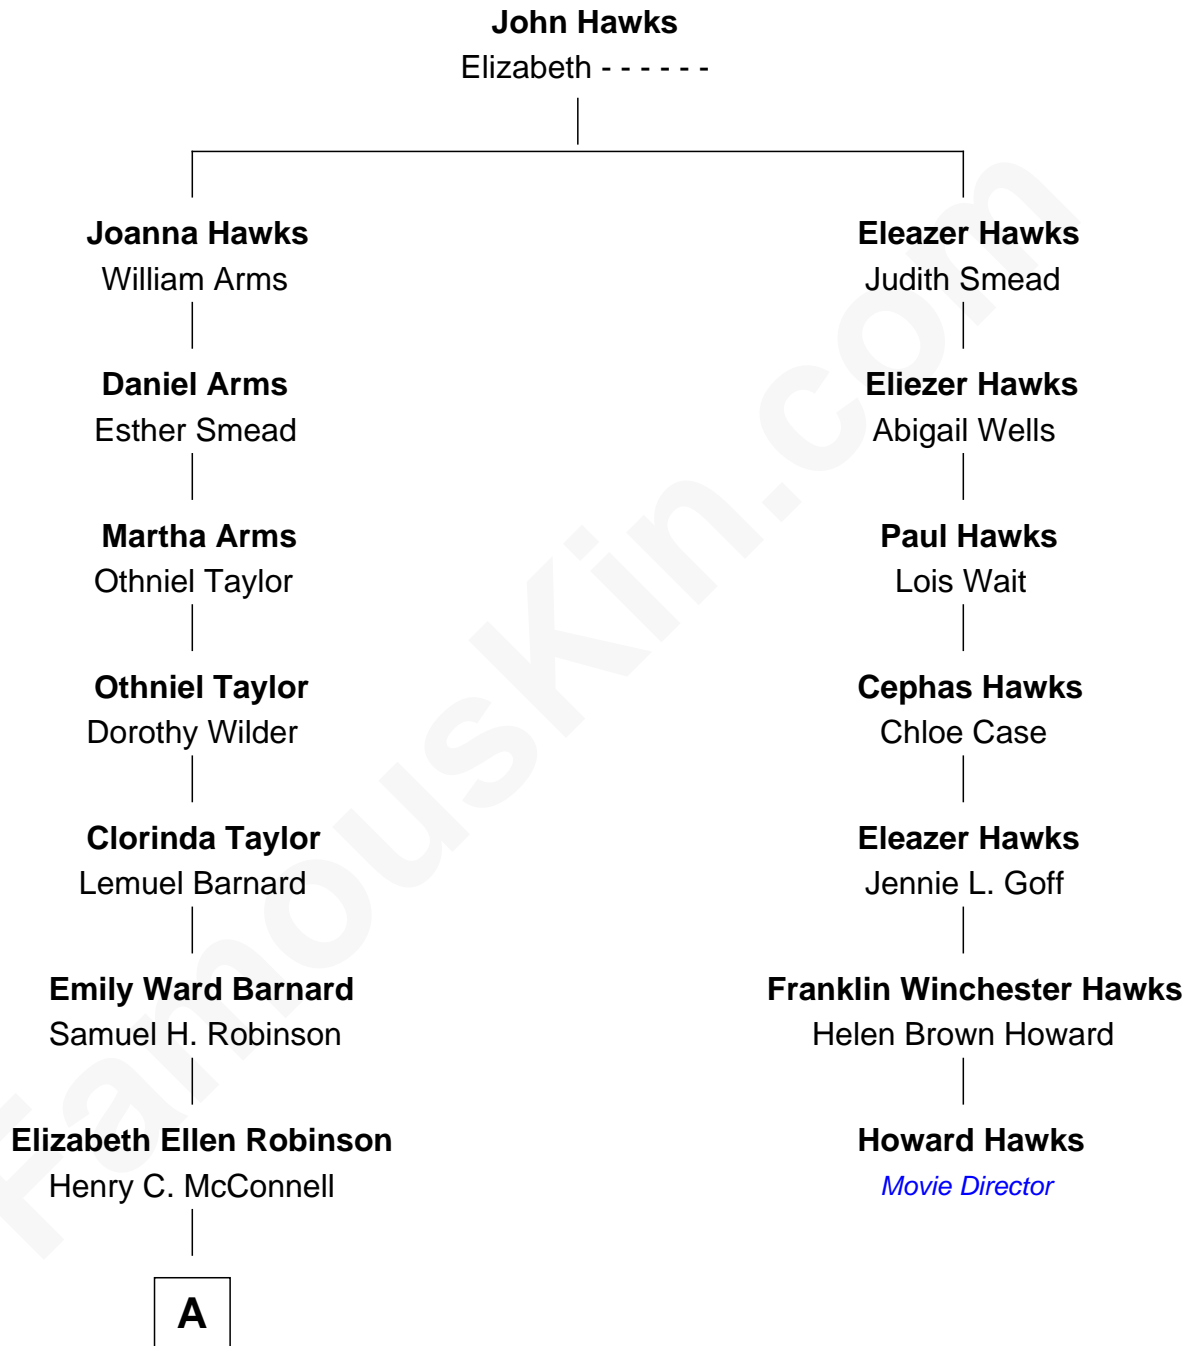 John Hawks
Elizabeth - - - - - -
Joanna Hawks
William Arms
Eleazer Hawks
Judith Smead
Daniel Arms
Esther Smead
Eliezer Hawks
Abigail Wells
Martha Arms
Othniel Taylor
Paul Hawks
Lois Wait
Othniel Taylor
Dorothy Wilder
Cephas Hawks
Chloe Case
Clorinda Taylor
Lemuel Barnard
Eleazer Hawks
Jennie L. Goff
Emily Ward Barnard
Samuel H. Robinson
Franklin Winchester Hawks
Helen Brown Howard
Elizabeth Ellen Robinson
Henry C. McConnell
Howard Hawks
Movie Director
A
FamousKin.com